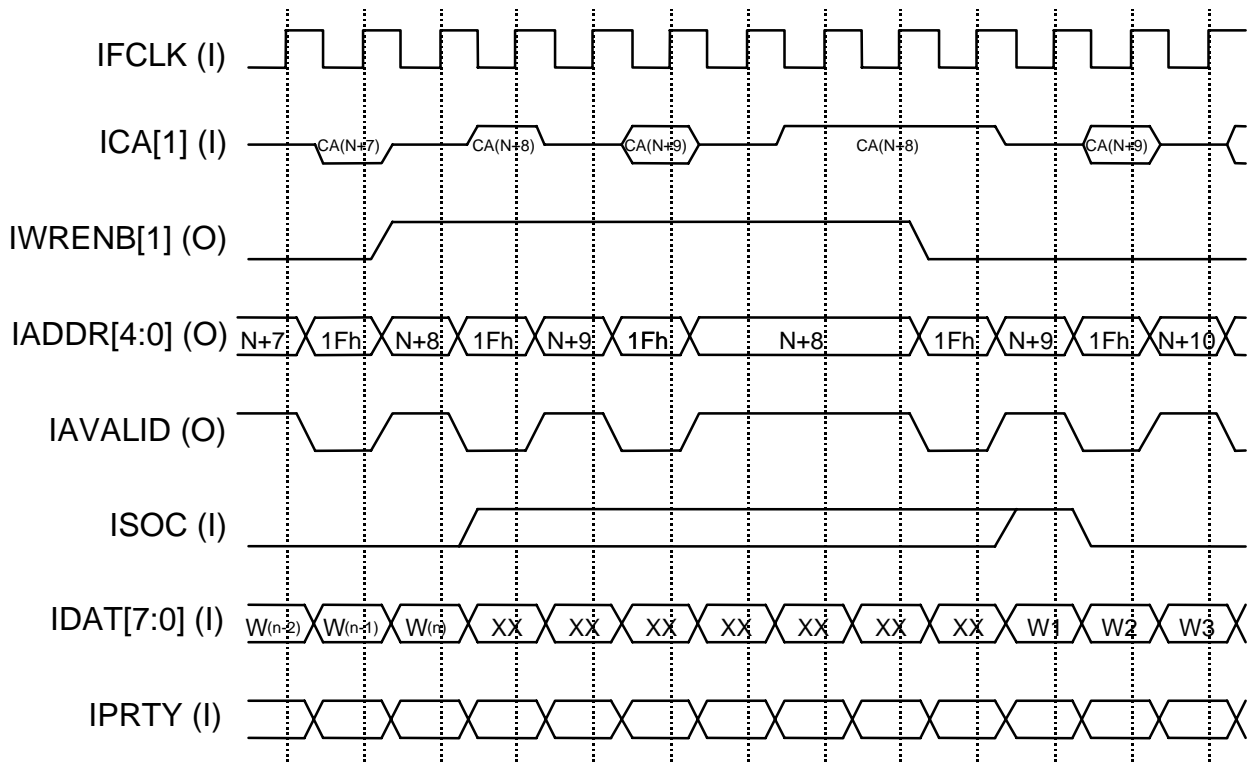 IFCLK (I)
ICA[1] (I) CA(N+7) CA(N+8) CA(N+9) CA(N+8) CA(N+9)
IWRENB[1] (O)
IADDR[4:0] (O) N+7 1Fh N+8 1Fh N+9 1Fh N+8 1Fh N+9 1Fh N+10
IAVALID (O)
ISOC (I)
IDAT[7:0] (I) W(n-2) W(n-1) W(n) XX XX XX XX XX XX XX W1 W2 W3
IPRTY (I)